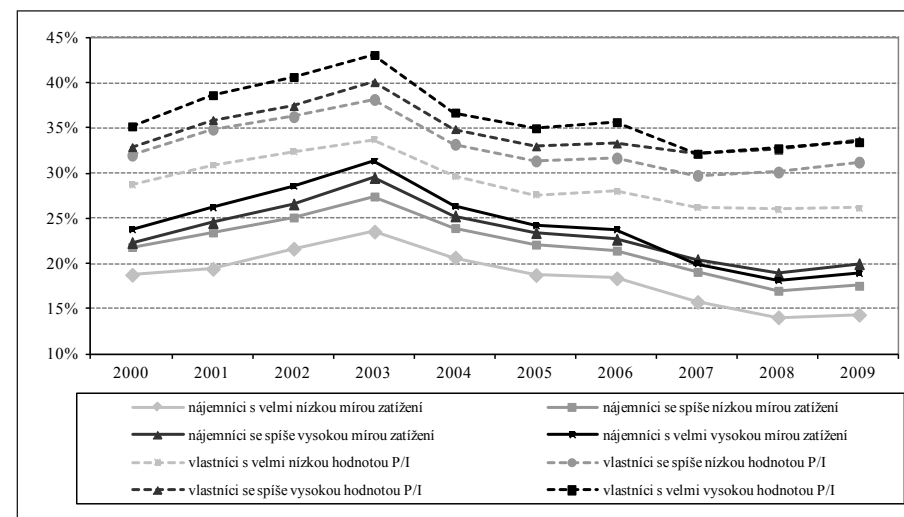 45%
40%
35%
30%
25%
20%
15%
10%
2000 2001 2002 2003 2004 2005 2006 2007 2008 2009
nájemníci s velmi nízkou mírou zatížení nájemníci se spíše nízkou mírou zatížení
nájemníci se spíše vysokou mírou zatížení nájemníci s velmi vysokou mírou zatížení
vlastníci s velmi nízkou hodnotou P/I vlastníci se spíše nízkou hodnotou P/I
vlastníci se spíše vysokou hodnotou P/I vlastníci s velmi vysokou hodnotou P/I